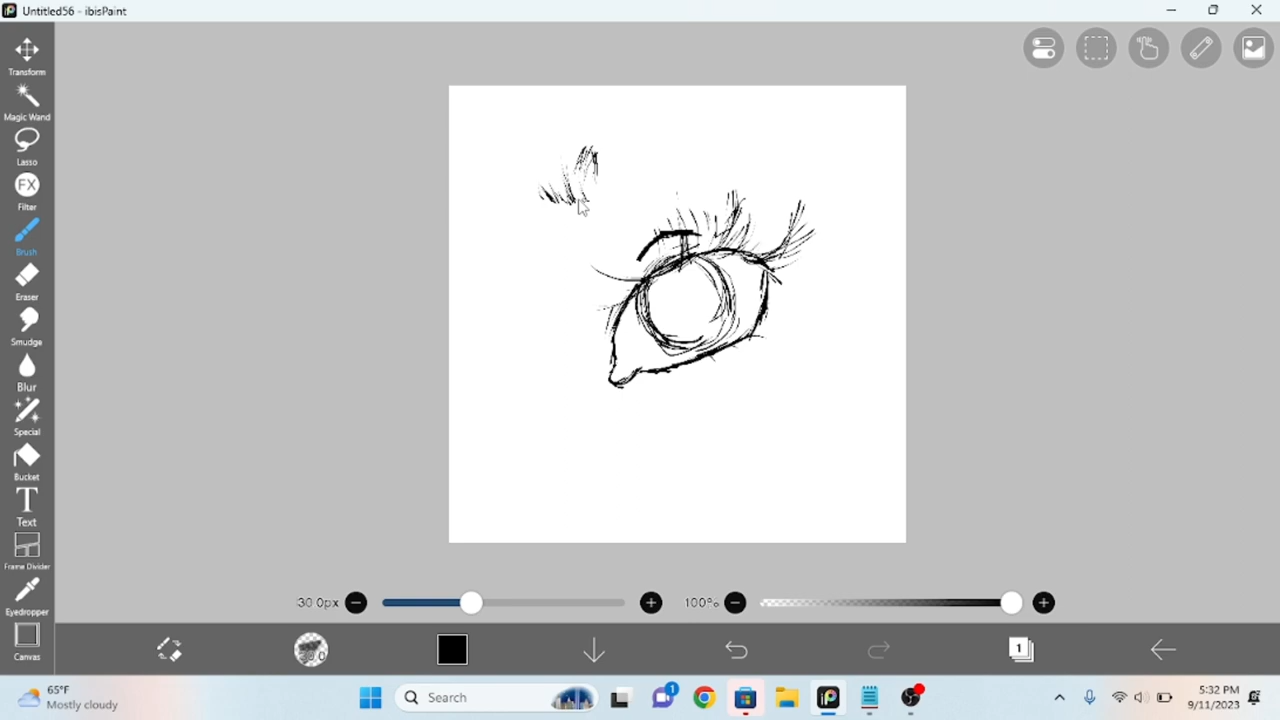 Untitled56 - ibisPaint
Transform
Magic Wand
Lasso
FX
Filter
Brush
Eraser
Smudge
Blur
Special
Bucket
T
Text
Frame Divider
Eyedropper
Canvas
30 0px
100%
1
65°F
Mostly cloudy
Search
1
5:32 PM
9/11/2023